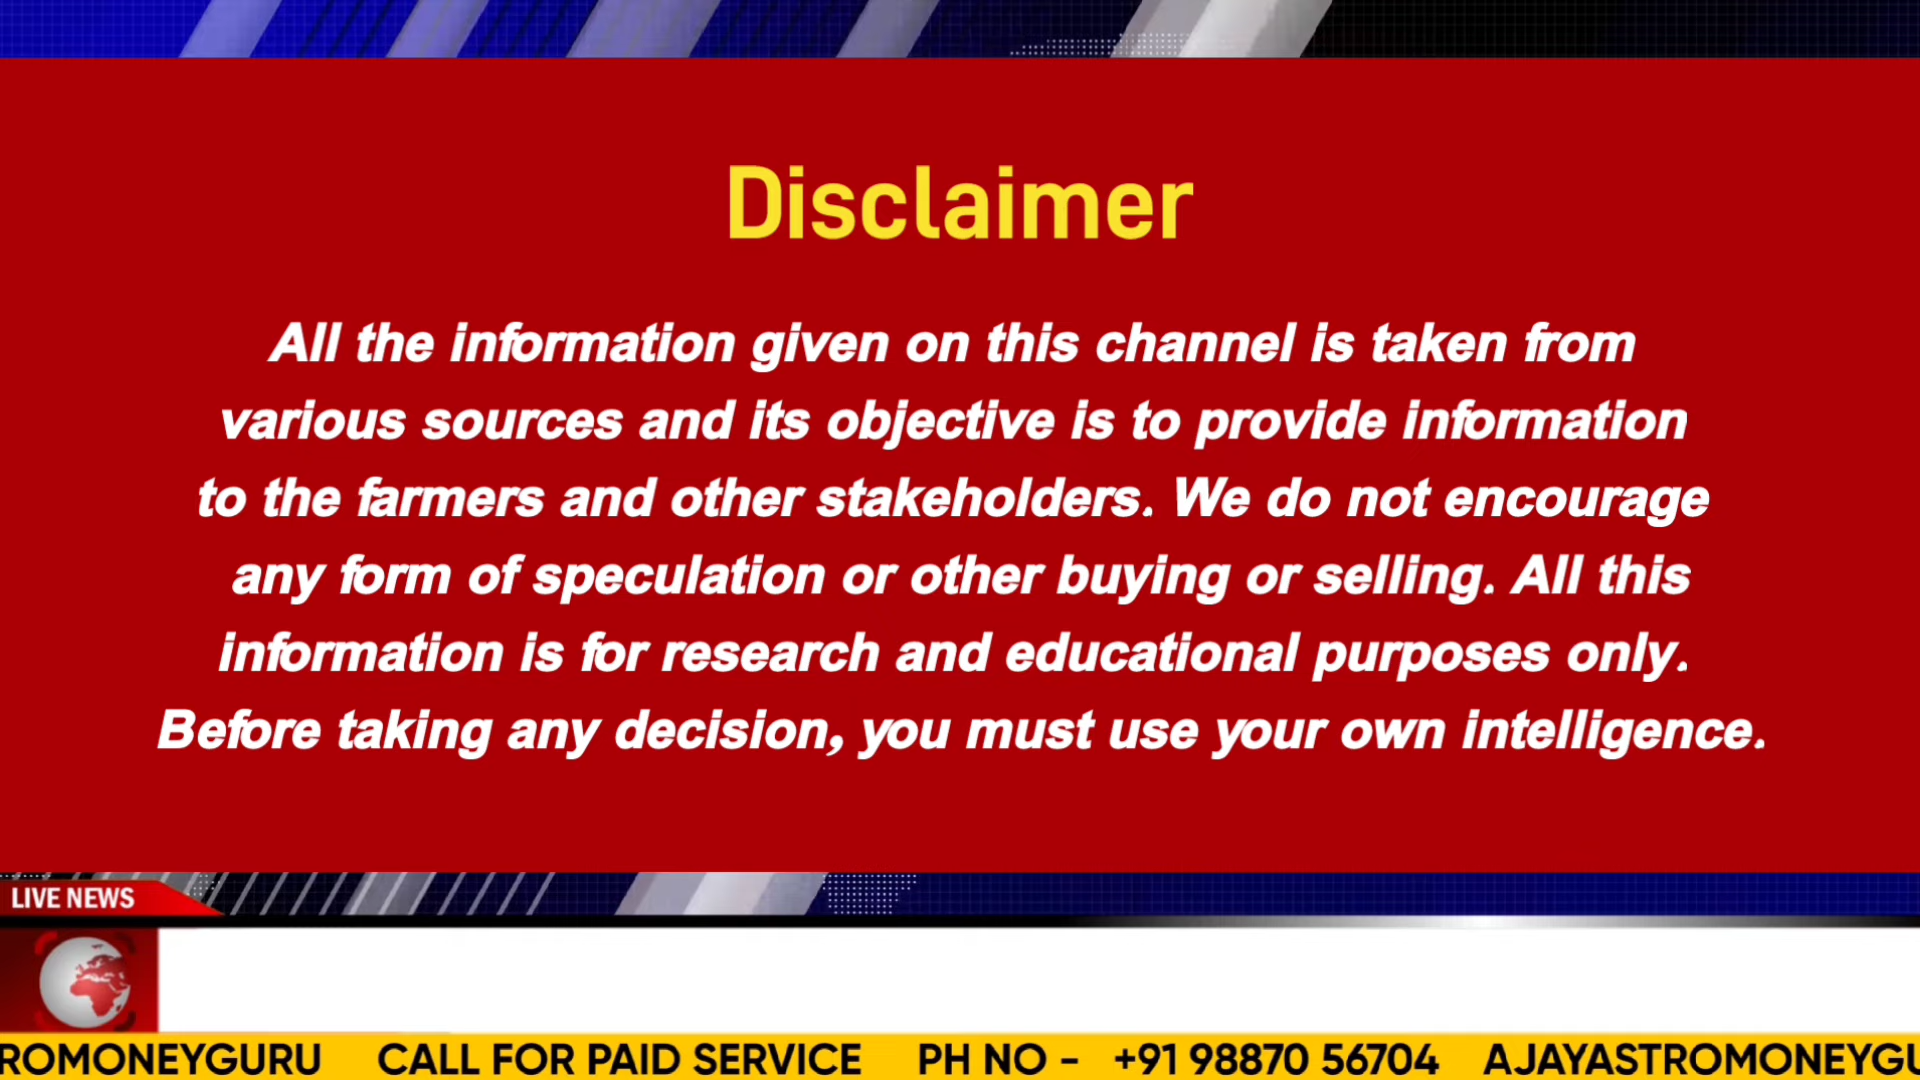 Disclaimer
All the information given on this channel is taken from
various sources and its objective is to provide information
to the farmers and other stakeholders. We do not encourage
any form of speculation or other buying or selling. All this
information is for research and educational purposes only.
Before taking any decision, you must use your own intelligence.
LIVE NEWS
ROMONEYGURU CALL FOR PAID SERVICE PH NO - +91 98870 56704 AJAYASTROMONEYGU